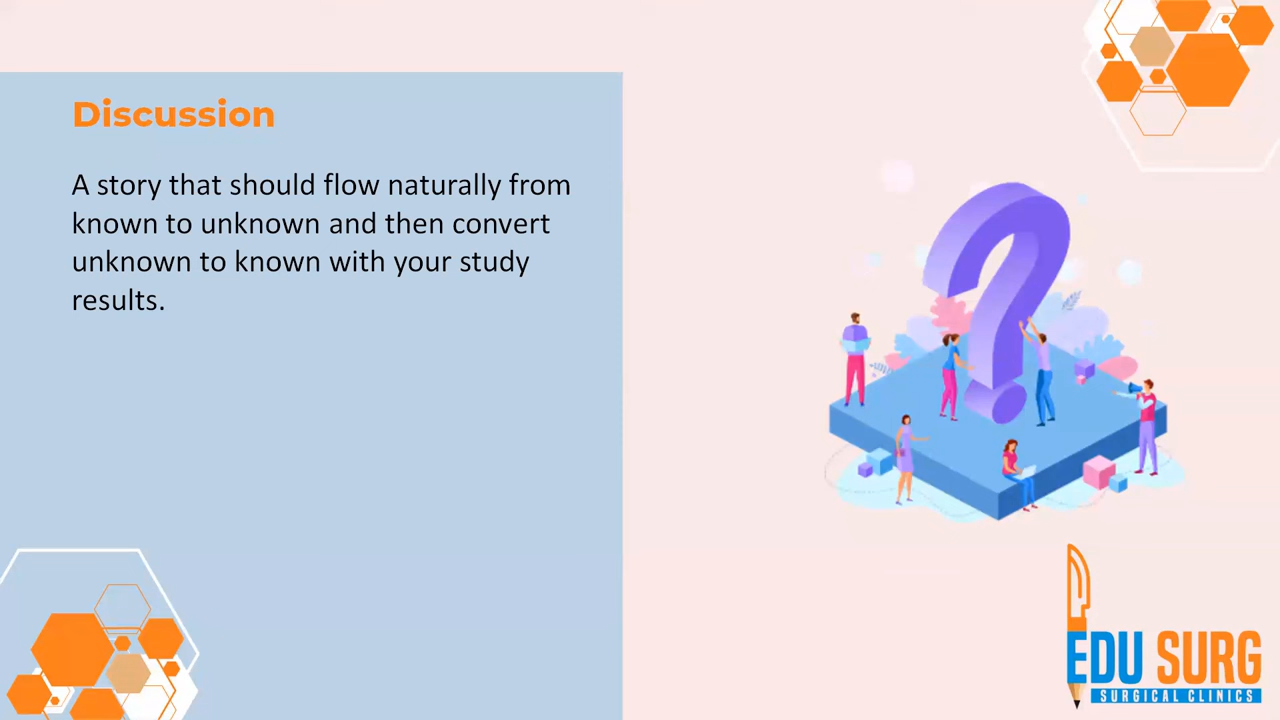 Discussion
A story that should flow naturally from
known to unknown and then convert
unknown to known with your study
results.
EDU SURG
SURGICAL CLINICS